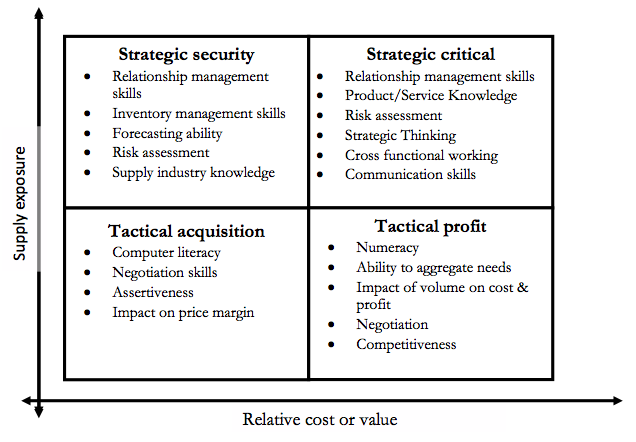 Supply exposure
Strategic security
Relationship management
skills
Inventory management skills
Forecasting ability
Risk assessment
Supply industry knowledge
Strategic critical
Relationship management skills
Product/Service Knowledge
Risk assessment
Strategic Thinking
Cross functional working
Communication skills
Tactical acquisition
Computer literacy
Negotiation skills
Assertiveness
Impact on price margin
Tactical profit
Numeracy
Ability to aggregate needs
Impact of volume on cost &
profit
Negotiation
Competitiveness
Relative cost or value